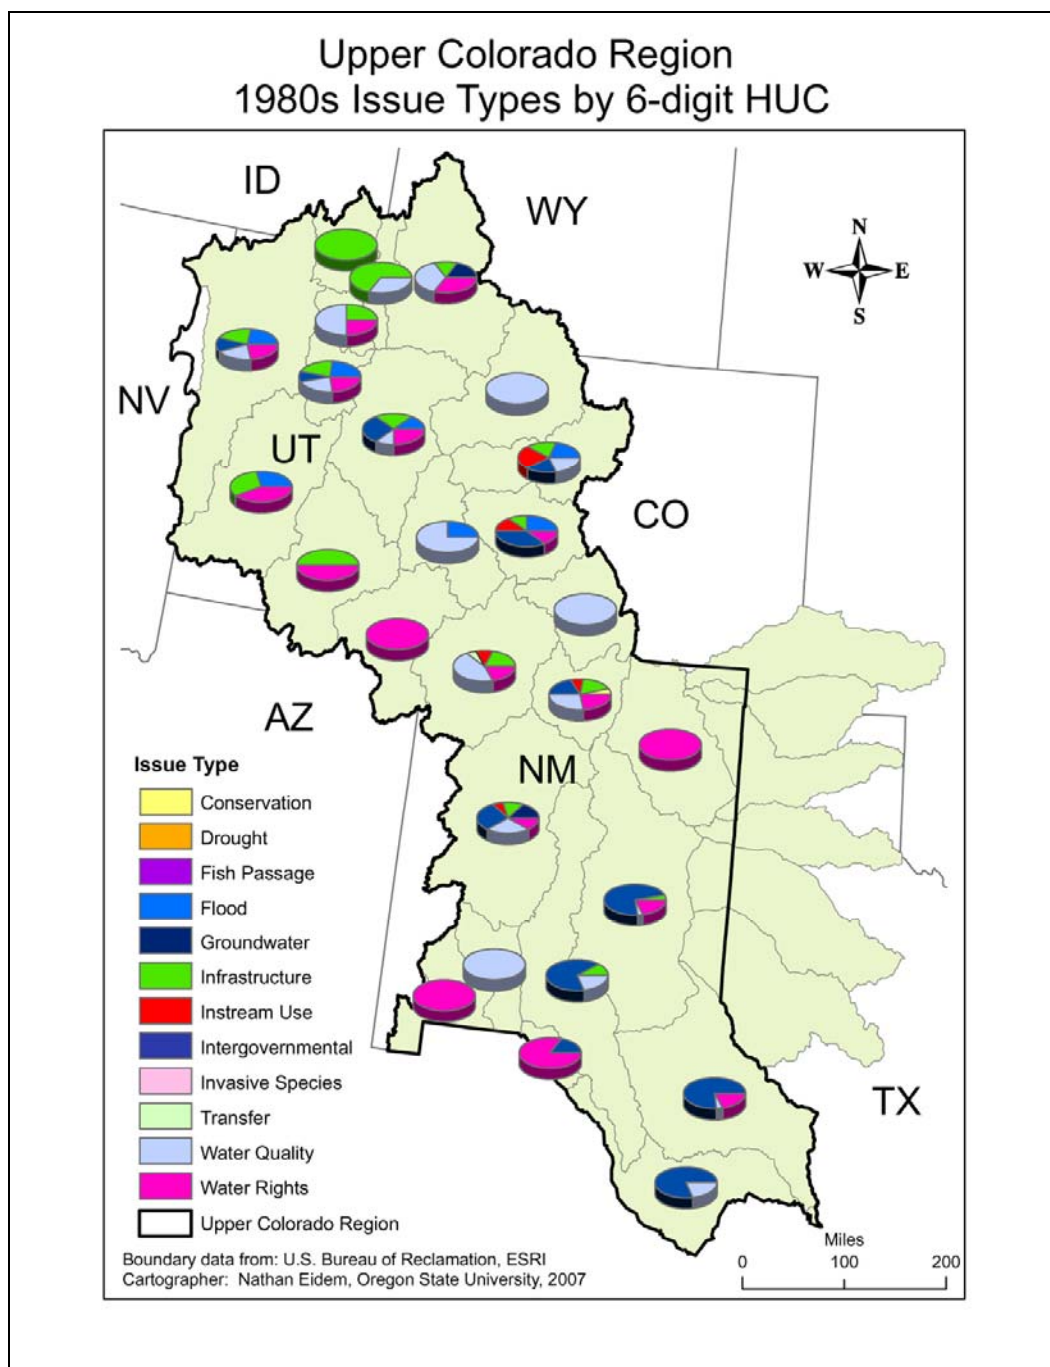 Upper Colorado Region
1980s Issue Types by 6-digit HUC
ID
WY
N
W E
S
NV
UT
CO
AZ
NM
TX
Issue Type
Conservation
Drought
Fish Passage
Flood
Groundwater
Infrastructure
Instream Use
Intergovernmental
Invasive Species
Transfer
Water Quality
Water Rights
Upper Colorado Region
Boundary data from: U.S. Bureau of Reclamation, ESRI
Cartographer: Nathan Eidem, Oregon State University, 2007
Miles
0 100 200